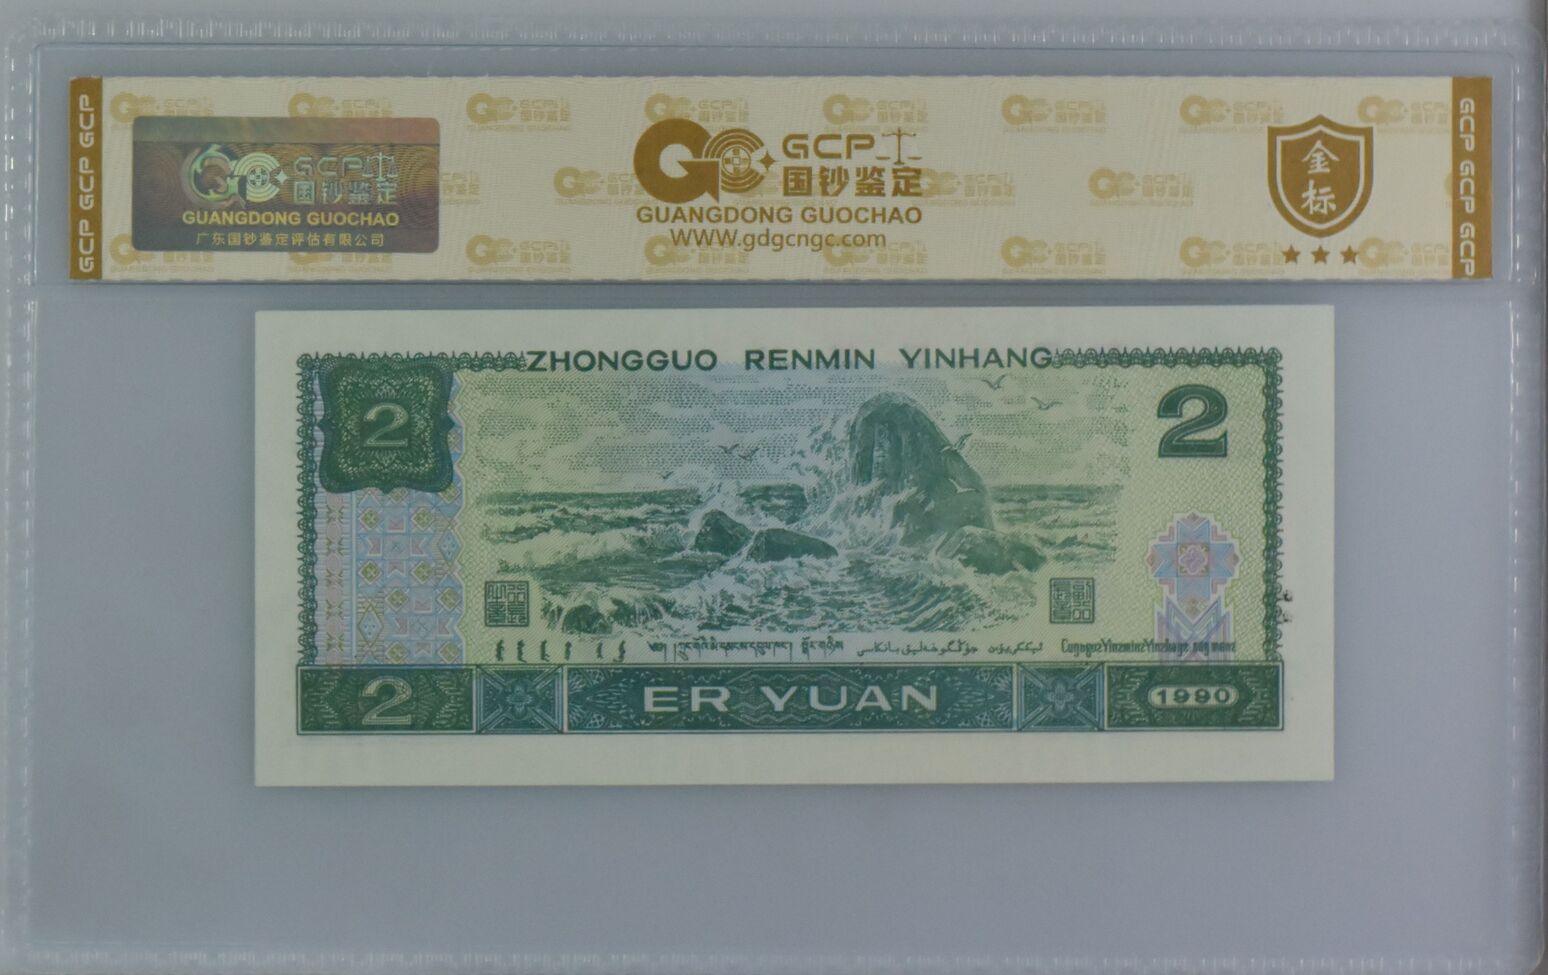 GCP GCP GCP
GCP
国钞鉴定
GUANGDONG GUOCHAO
广东国钞鉴定评估有限公司
GCP
国钞鉴定
GUANGDONG GUOCHAO
WWW.gdgcngc.com
金标
GCP GCP GCP
ZHONGGUO RENMIN YINHANG
2
2
2
ER YUAN
1990